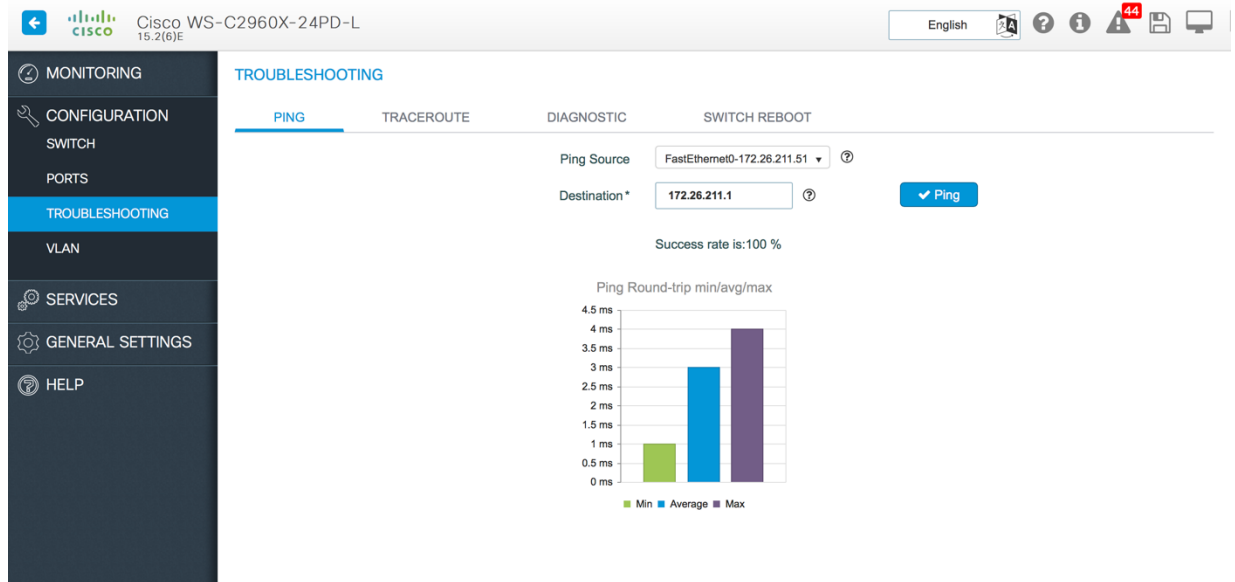 CISCO
Cisco WS-C2960X-24PD-L
15.2(6)E
English
44
MONITORING
CONFIGURATION
SWITCH
PORTS
TROUBLESHOOTING
VLAN
SERVICES
GENERAL SETTINGS
HELP
TROUBLESHOOTING
PING TRACEROUTE DIAGNOSTIC SWITCH REBOOT
Ping Source FastEthernet0-172.26.211.51
Destination* 172.26.211.1 Ping
Success rate is:100 %
Ping Round-trip min/avg/max
4.5 ms
4 ms
3.5 ms
3 ms
2.5 ms
2 ms
1.5 ms
1 ms
0.5 ms
0 ms
Min Average Max